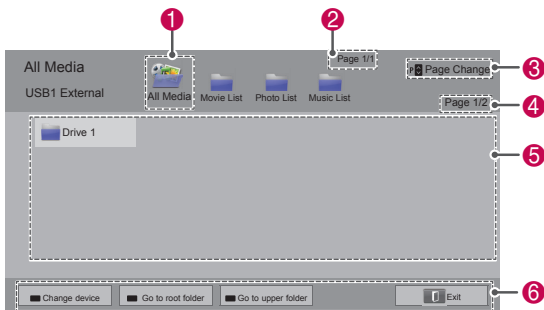 1
2
All Media
USB1 External
All Media
Movie List
Photo List
Music List
Page 1/1
P Page Change
3
Page 1/2
4
Drive 1
5
Change device
Go to root folder
Go to upper folder
Exit
6